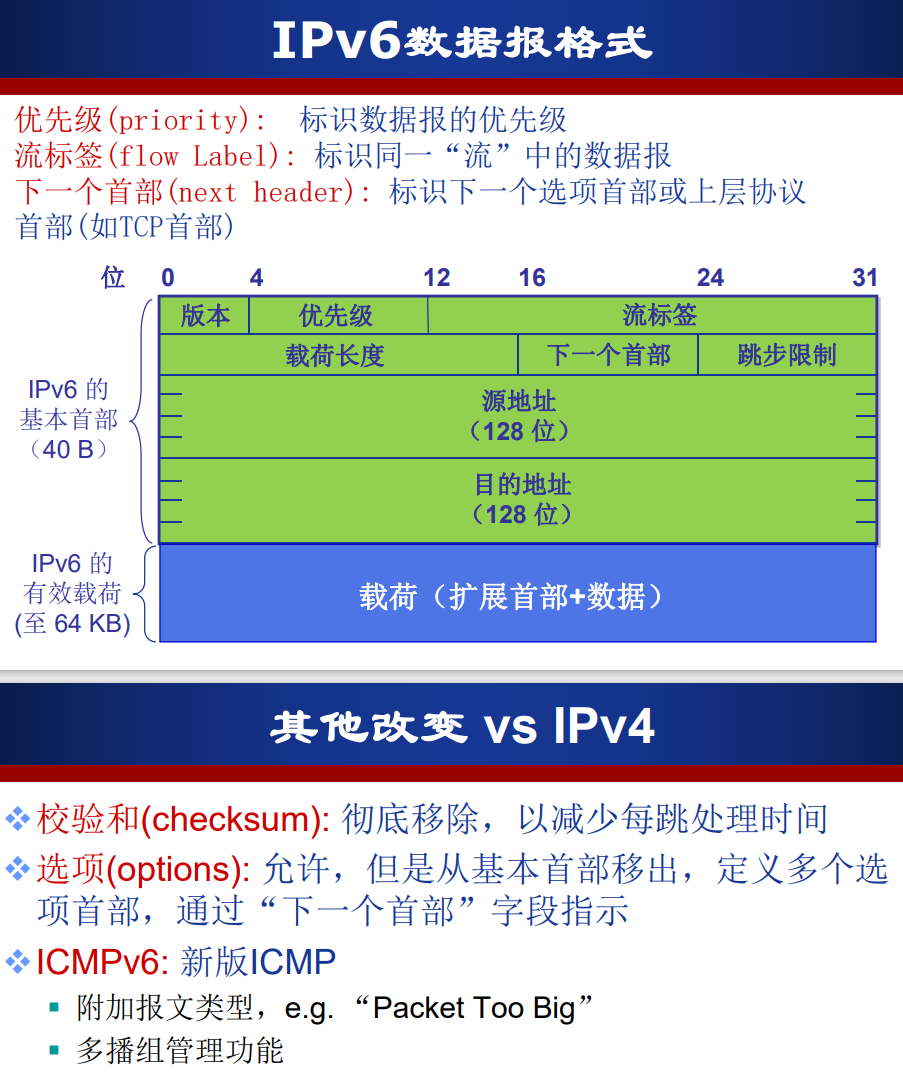 IPv6数据报格式
优先级(priority): 标识数据报的优先级
流标签(flow Label): 标识同一“流”中的数据报
下一个首部(next header): 标识下一个选项首部或上层协议
首部(如TCP首部)
位 0 4 12 16 24 31
版本 优先级 流标签
载荷长度 下一个首部 跳步限制
IPv6 的
基本首部
（40 B）
源地址
（128 位）
目的地址
（128 位）
IPv6 的
有效载荷
(至 64 KB)
载荷（扩展首部+数据）
其他改变 vs IPv4
校验和(checksum): 彻底移除，以减少每跳处理时间
选项(options): 允许，但是从基本首部移出，定义多个选
项首部，通过“下一个首部”字段指示
ICMPv6: 新版ICMP
附加报文类型，e.g. “Packet Too Big”
多播组管理功能